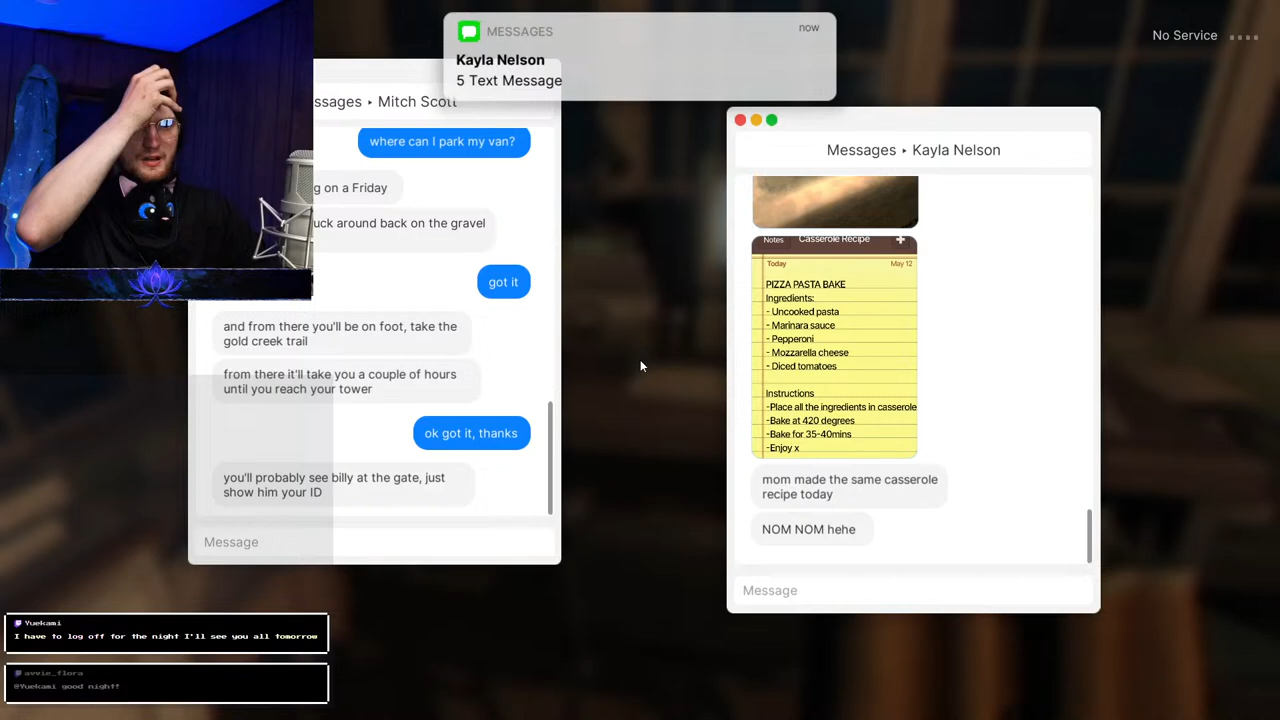 MESSAGES
now
Kayla Nelson
5 Text Message
No Service
ssages ▸ Mitch Scott
where can I park my van?
g on a Friday
uck around back on the gravel
got it
and from there you'll be on foot, take the
gold creek trail
from there it'll take you a couple of hours
until you reach your tower
ok got it, thanks
you'll probably see billy at the gate, just
show him your ID
Message
Messages ▸ Kayla Nelson
Notes Casserole Recipe +
Today May 12
PIZZA PASTA BAKE
Ingredients:
- Uncooked pasta
- Marinara sauce
- Pepperoni
- Mozzarella cheese
- Diced tomatoes
Instructions
-Place all the ingredients in casserole
-Bake at 420 degrees
-Bake for 35-40mins
-Enjoy x
mom made the same casserole
recipe today
NOM NOM hehe
Message
Yuekami
I have to log off for the night I'll see you all tomorrow
avvie_flora
@Yuekami good night!